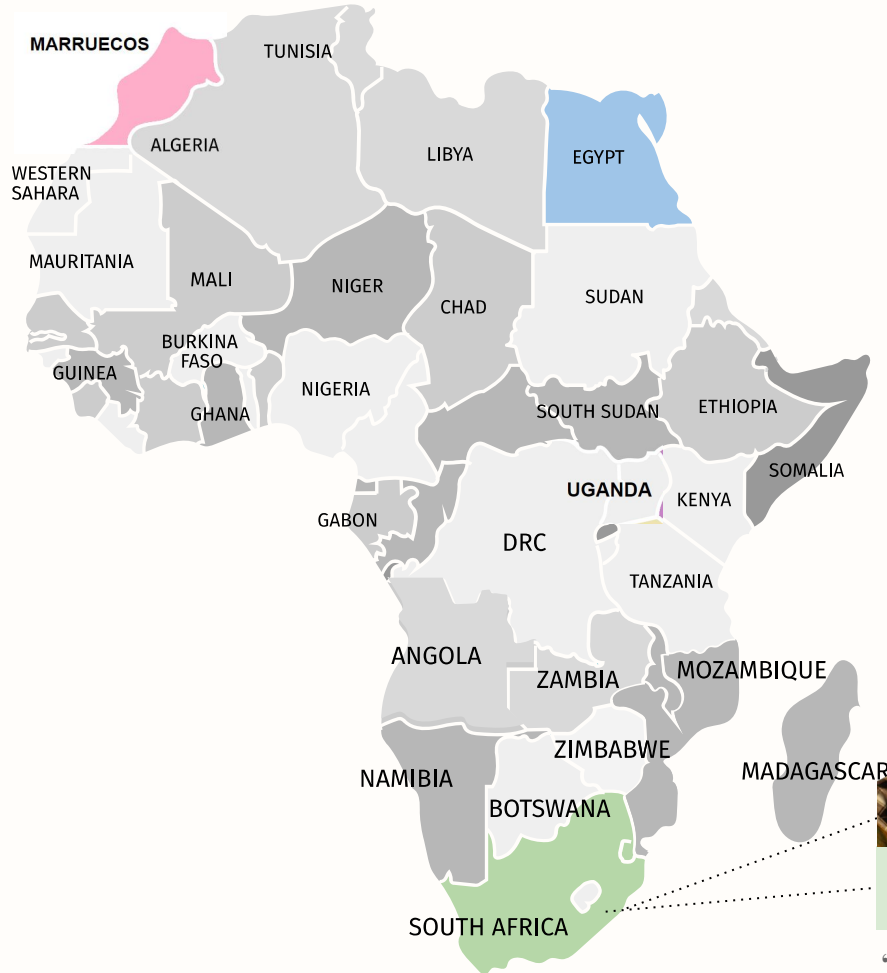 MARRUECOS
TUNISIA
ALGERIA
LIBYA
EGYPT
WESTERN
SAHARA
MAURITANIA
MALI
NIGER
CHAD
SUDAN
BURKINA
FASO
GUINEA
GHANA
NIGERIA
SOUTH SUDAN
ETHIOPIA
SOMALIA
UGANDA
KENYA
GABON
DRC
TANZANIA
ANGOLA
ZAMBIA
MOZAMBIQUE
ZIMBABWE
NAMIBIA
MADAGASCAR
BOTSWANA
SOUTH AFRICA